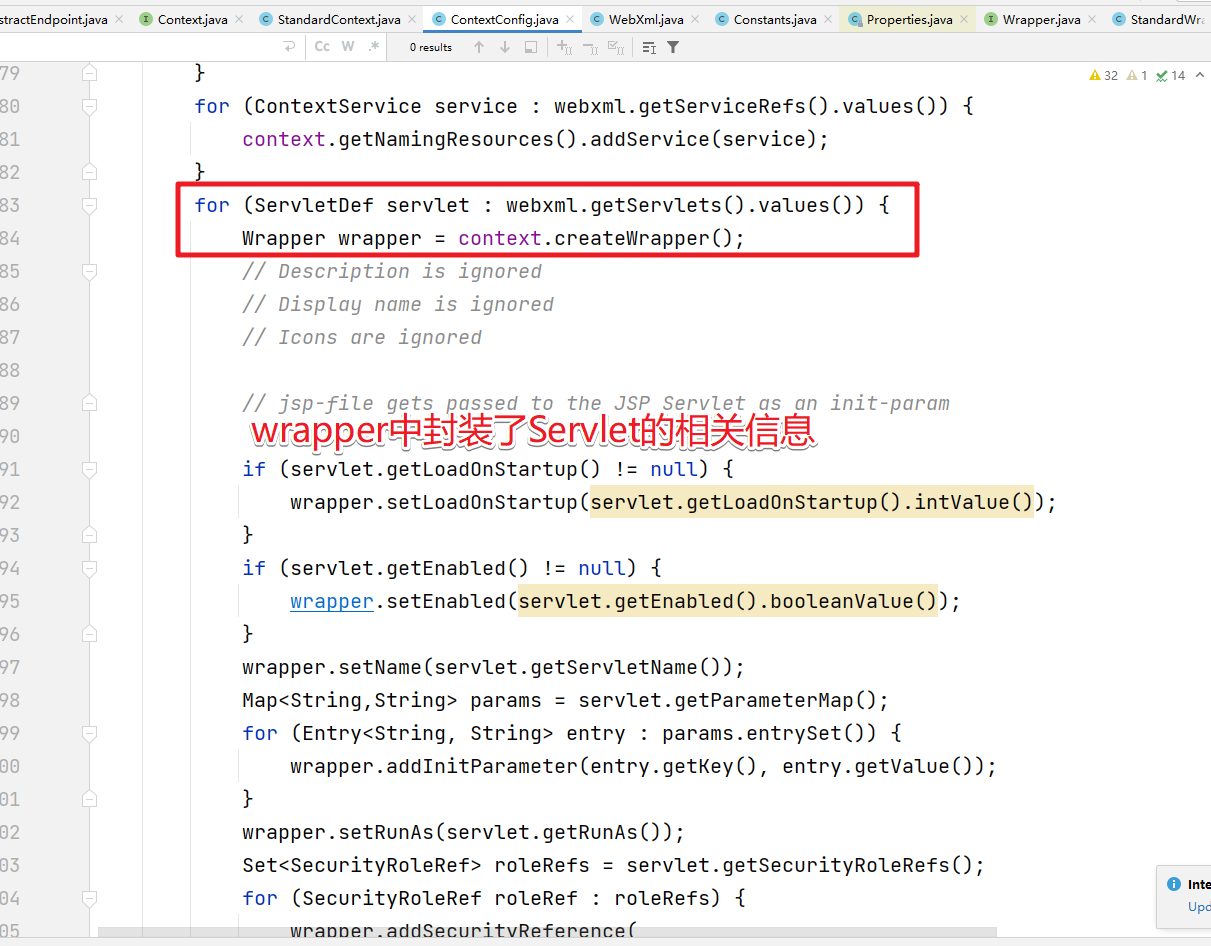 stractEndpoint.java Context.java StandardContext.java ContextConfig.java WebXml.java Constants.java Properties.java Wrapper.java StandardWra
Cc W .* 0 results
32 1 14
79 }
80 for (ContextService service : webxml.getServiceRefs().values()) {
81 context.getNamingResources().addService(service);
82 }
83 for (ServletDef servlet : webxml.getServlets().values()) {
84 Wrapper wrapper = context.createWrapper();
85 // Description is ignored
86 // Display name is ignored
87 // Icons are ignored
88
89 // jsp-file gets passed to the JSP Servlet as an init-param
wrapper中封装了Servlet的相关信息
90
91 if (servlet.getLoadOnStartup() != null) {
92 wrapper.setLoadOnStartup(servlet.getLoadOnStartup().intValue());
93 }
94 if (servlet.getEnabled() != null) {
95 wrapper.setEnabled(servlet.getEnabled().booleanValue());
96 }
97 wrapper.setName(servlet.getServletName());
98 Map<String,String> params = servlet.getParameterMap();
99 for (Entry<String, String> entry : params.entrySet()) {
00 wrapper.addInitParameter(entry.getKey(), entry.getValue());
01 }
02 wrapper.setRunAs(servlet.getRunAs());
03 Set<SecurityRoleRef> roleRefs = servlet.getSecurityRoleRefs();
04 for (SecurityRoleRef roleRef : roleRefs) {
05 wrapper.addSecurityReference(
Inte
Upd